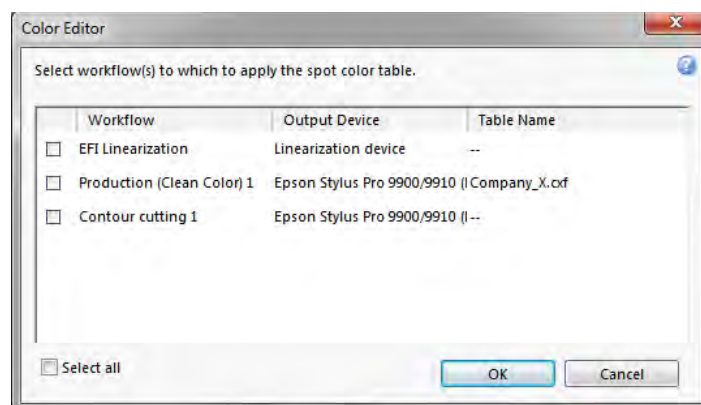 Color Editor
Select workflow(s) to which to apply the spot color table.
Workflow Output Device Table Name
EFI Linearization Linearization device --
Production (Clean Color) 1 Epson Stylus Pro 9900/9910 (I Company_X.cxf
Contour cutting 1 Epson Stylus Pro 9900/9910 (I --
Select all OK Cancel